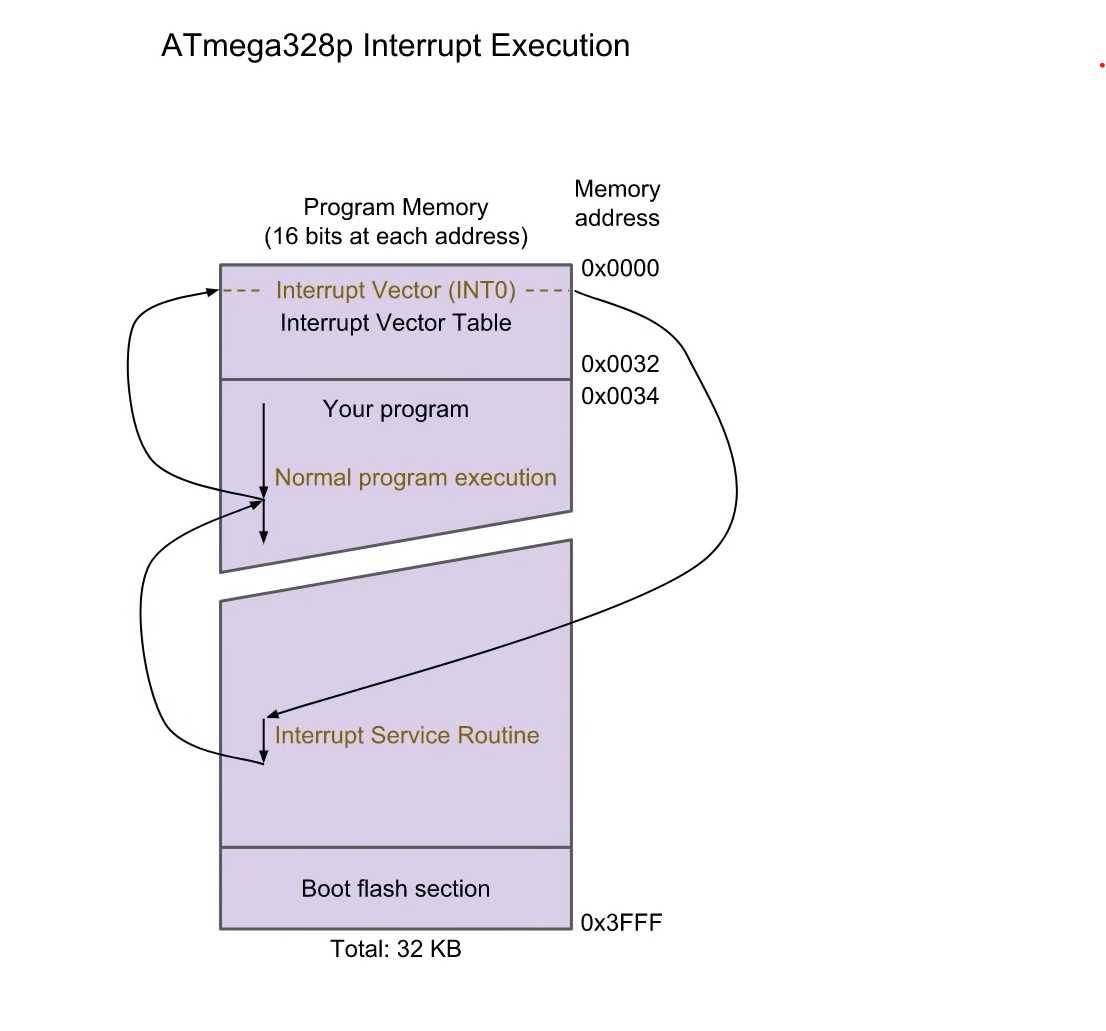 ATmega328p Interrupt Execution
Program Memory
(16 bits at each address)
Memory
address
0x0000
Interrupt Vector (INT0)
Interrupt Vector Table
0x0032
0x0034
Your program
Normal program execution
Interrupt Service Routine
Boot flash section
0x3FFF
Total: 32 KB